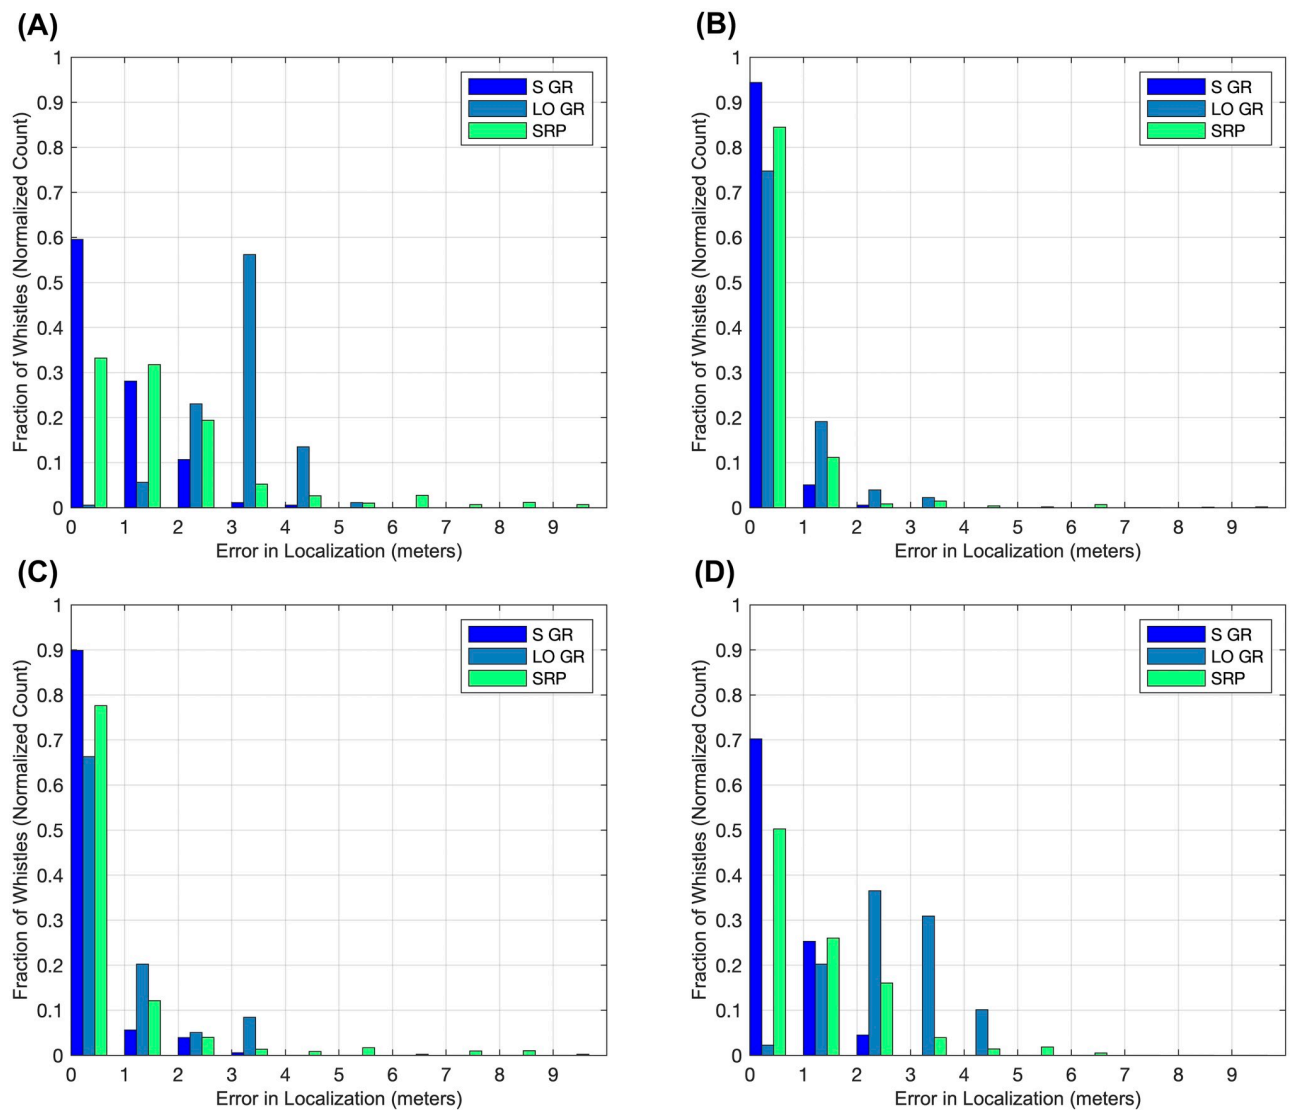 (A)
1
0.9
0.8
0.7
0.6
0.5
0.4
0.3
0.2
0.1
0
Fraction of Whistles (Normalized Count)
S GR
LO GR
SRP
0 1 2 3 4 5 6 7 8 9
Error in Localization (meters)
(B)
1
0.9
0.8
0.7
0.6
0.5
0.4
0.3
0.2
0.1
0
Fraction of Whistles (Normalized Count)
S GR
LO GR
SRP
0 1 2 3 4 5 6 7 8 9
Error in Localization (meters)
(C)
1
0.9
0.8
0.7
0.6
0.5
0.4
0.3
0.2
0.1
0
Fraction of Whistles (Normalized Count)
S GR
LO GR
SRP
0 1 2 3 4 5 6 7 8 9
Error in Localization (meters)
(D)
1
0.9
0.8
0.7
0.6
0.5
0.4
0.3
0.2
0.1
0
Fraction of Whistles (Normalized Count)
S GR
LO GR
SRP
0 1 2 3 4 5 6 7 8 9
Error in Localization (meters)